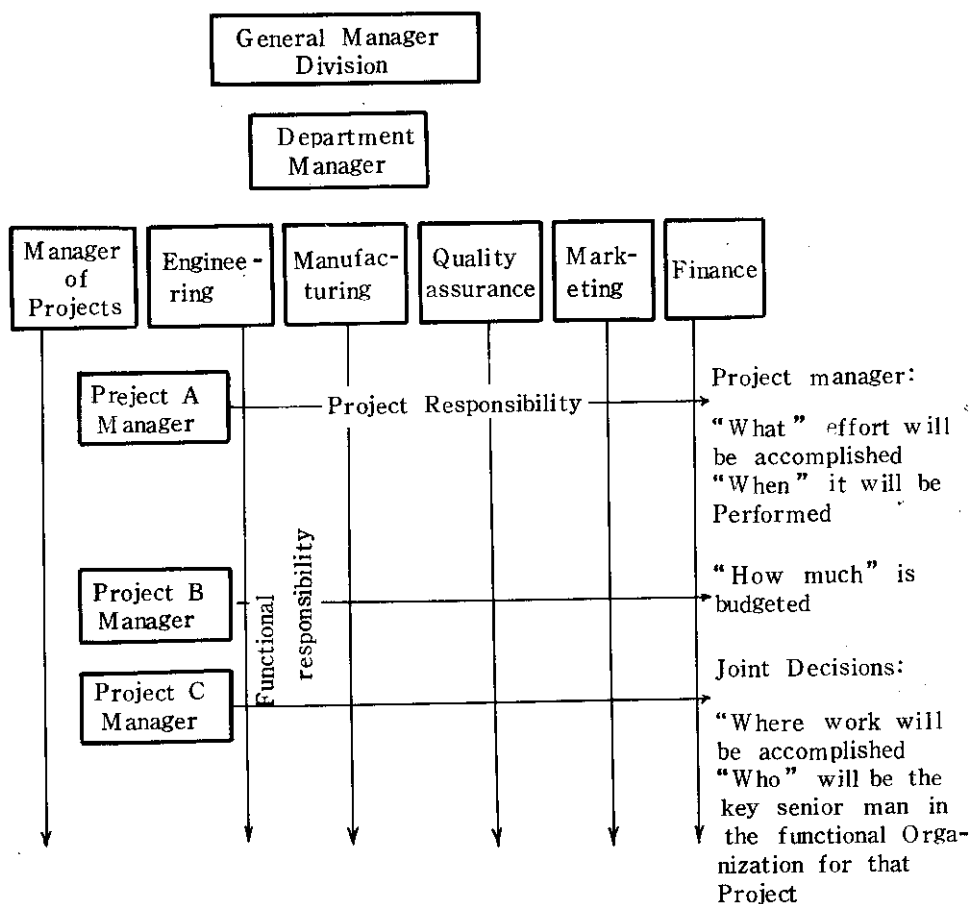 General Manager
Division
Department
Manager
Manager
of
Projects
Enginee-
ring
Manufac-
turing
Quality
assurance
Mark-
eting
Finance
Preject A
Manager
Project Responsibility
Project manager:
“What” effort will
be accomplished
“When” it will be
Performed
Project B
Manager
Functional
responsibility
“How much” is
budgeted
Project C
Manager
Joint Decisions:
“Where work will
be accomplished
“Who” will be the
key senior man in
the functional Orga-
nization for that
Project